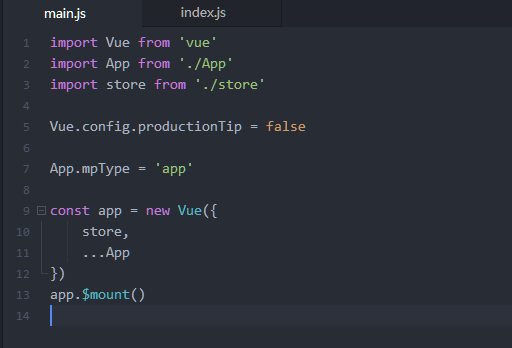 main.js index.js
1 import Vue from 'vue'
2 import App from './App'
3 import store from './store'
4
5 Vue.config.productionTip = false
6
7 App.mpType = 'app'
8
9 const app = new Vue({
10 store,
11 ...App
12 })
13 app.$mount()
14